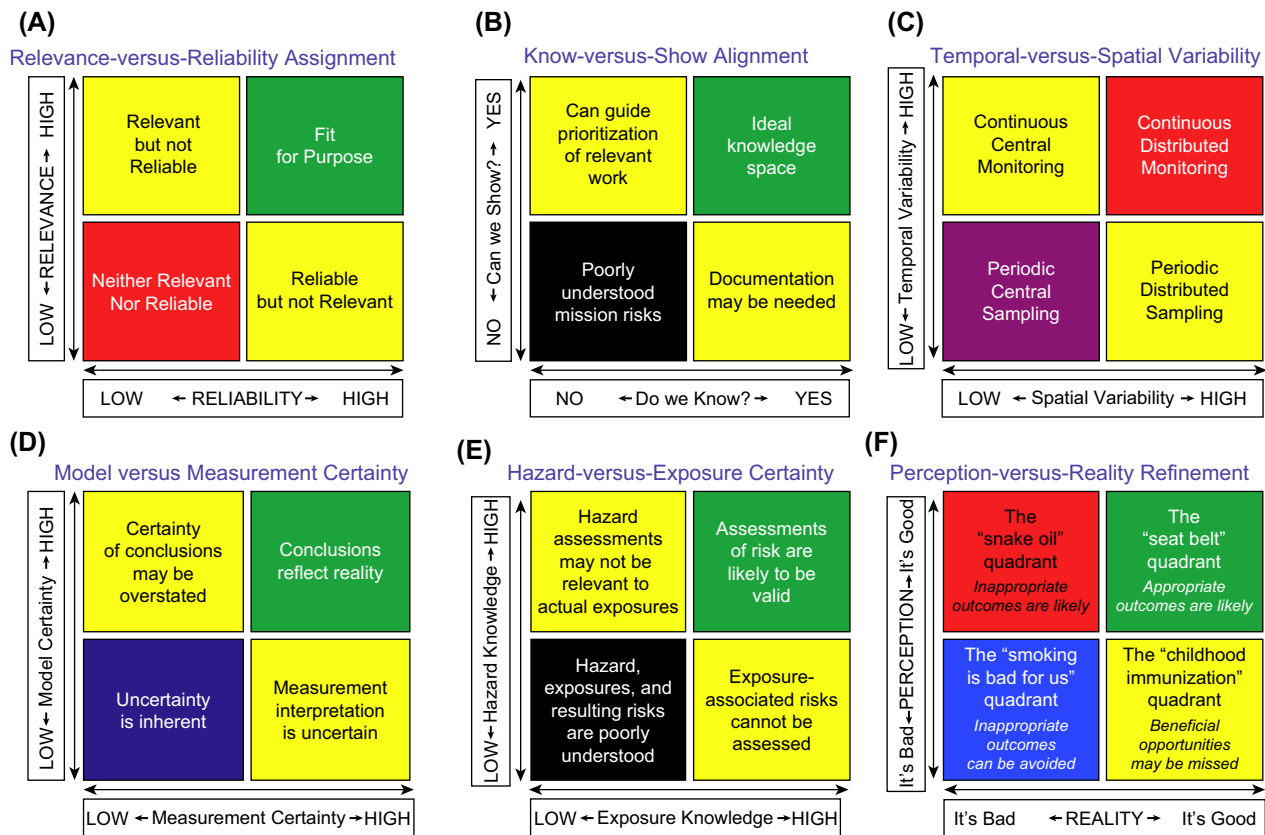 (A)
Relevance-versus-Reliability Assignment
LOW ←RELEVANCE→ HIGH
Relevant
but not
Reliable
Fit
for Purpose
Neither Relevant
Nor Reliable
Reliable
but not Relevant
LOW ←RELIABILITY→ HIGH
(B)
Know-versus-Show Alignment
NO ← Can we Show? → YES
Can guide
prioritization
of relevant
work
Ideal
knowledge
space
Poorly
understood
mission risks
Documentation
may be needed
NO ←Do we Know?→ YES
(C)
Temporal-versus-Spatial Variability
LOW← Temporal Variability→HIGH
Continuous
Central
Monitoring
Continuous
Distributed
Monitoring
Periodic
Central
Sampling
Periodic
Distributed
Sampling
LOW ← Spatial Variability→HIGH
(D)
Model versus Measurement Certainty
LOW←Model Certainty→HIGH
Certainty
of conclusions
may be
overstated
Conclusions
reflect reality
Uncertainty
is inherent
Measurement
interpretation
is uncertain
LOW ←Measurement Certainty→HIGH
(E)
Hazard-versus-Exposure Certainty
LOW←Hazard Knowledge→HIGH
Hazard
assessments
may not be
relevant to
actual exposures
Assessments
of risk are
likely to be
valid
Hazard,
exposures, and
resulting risks
are poorly
understood
Exposure-
associated risks
cannot be
assessed
LOW ← Exposure Knowledge→HIGH
(F)
Perception-versus-Reality Refinement
It's Bad←PERCEPTION→It's Good
The
“snake oil”
quadrant
Inappropriate
outcomes are likely
The
“seat belt”
quadrant
Appropriate
outcomes are likely
The “smoking
is bad for us”
quadrant
Inappropriate
outcomes
can be avoided
The “childhood
immunization”
quadrant
Beneficial
opportunities
may be missed
It's Bad ←REALITY→ It's Good